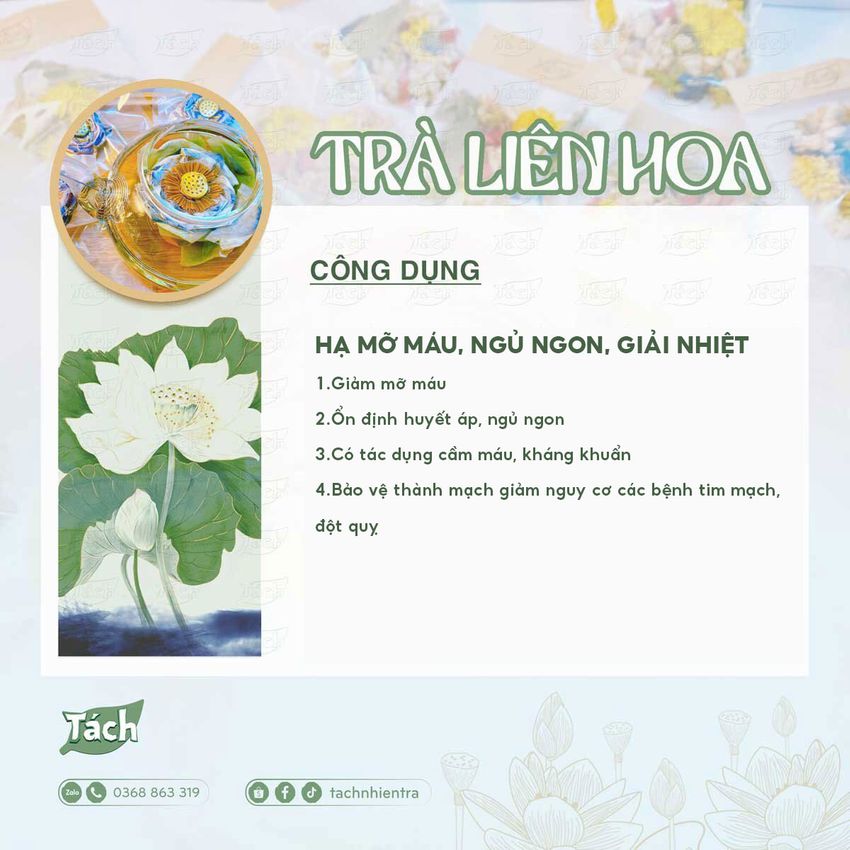 TRÀ LIÊN HOA
CÔNG DỤNG
HẠ MỠ MÁU, NGỦ NGON, GIẢI NHIỆT
1.Giảm mỡ máu
2.Ổn định huyết áp, ngủ ngon
3.Có tác dụng cầm máu, kháng khuẩn
4.Bảo vệ thành mạch giảm nguy cơ các bệnh tim mạch,
đột quỵ
Tách
Zalo 0368 863 319
tachnhientra